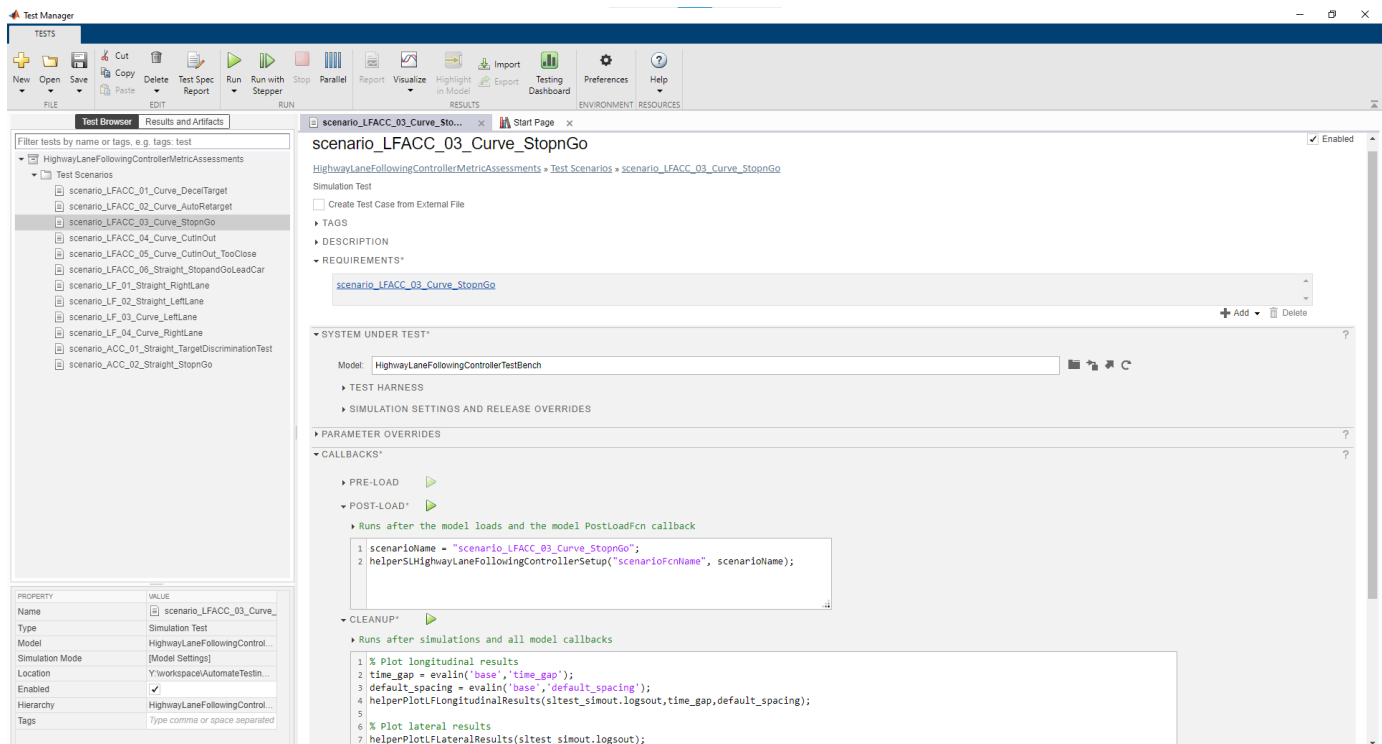 Test Manager
TESTS
New Open Save
FILE
Cut
Copy
Paste
Delete
Test Spec Report
EDIT
Run
Run with Stepper
Stop
Parallel
RUN
Report
Visualize
Highlight in Model
Import
Export
Testing Dashboard
RESULTS
Preferences
ENVIRONMENT
Help
RESOURCES
Test Browser
Results and Artifacts
Filter tests by name or tags, e.g. tags: test
HighwayLaneFollowingControllerMetricAssessments
Test Scenarios
scenario_LFACC_01_Curve_DecelTarget
scenario_LFACC_02_Curve_AutoRetarget
scenario_LFACC_03_Curve_StopnGo
scenario_LFACC_04_Curve_CutInOut
scenario_LFACC_05_Curve_CutInOut_TooClose
scenario_LFACC_06_Straight_StopandGoLeadCar
scenario_LF_01_Straight_RightLane
scenario_LF_02_Straight_LeftLane
scenario_LF_03_Curve_LeftLane
scenario_LF_04_Curve_RightLane
scenario_ACC_01_Straight_TargetDiscriminationTest
scenario_ACC_02_Straight_StopnGo
PROPERTY VALUE
Name scenario_LFACC_03_Curve_
Type Simulation Test
Model HighwayLaneFollowingControl...
Simulation Mode [Model Settings]
Location Y:\workspace\AutomateTestin...
Enabled
Hierarchy HighwayLaneFollowingControl...
Tags Type comma or space separated
scenario_LFACC_03_Curve_Sto... ×
Start Page ×
scenario_LFACC_03_Curve_StopnGo
Enabled
HighwayLaneFollowingControllerMetricAssessments » Test Scenarios » scenario_LFACC_03_Curve_StopnGo
Simulation Test
Create Test Case from External File
TAGS
DESCRIPTION
REQUIREMENTS*
scenario_LFACC_03_Curve_StopnGo
Add Delete
SYSTEM UNDER TEST* ?
Model: HighwayLaneFollowingControllerTestBench
TEST HARNESS
SIMULATION SETTINGS AND RELEASE OVERRIDES
PARAMETER OVERRIDES ?
CALLBACKS* ?
PRE-LOAD
POST-LOAD*
Runs after the model loads and the model PostLoadFcn callback
1 scenarioName = "scenario_LFACC_03_Curve_StopnGo";
2 helperSLHighwayLaneFollowingControllerSetup("scenarioFcnName", scenarioName);
CLEANUP*
Runs after simulations and all model callbacks
1 % Plot longitudinal results
2 time_gap = evalin('base','time_gap');
3 default_spacing = evalin('base','default_spacing');
4 helperPlotLFLongitudinalResults(sltest_simout.logsout,time_gap,default_spacing);
5
6 % Plot lateral results
7 helperPlotLFLateralResults(sltest_simout.logsout);